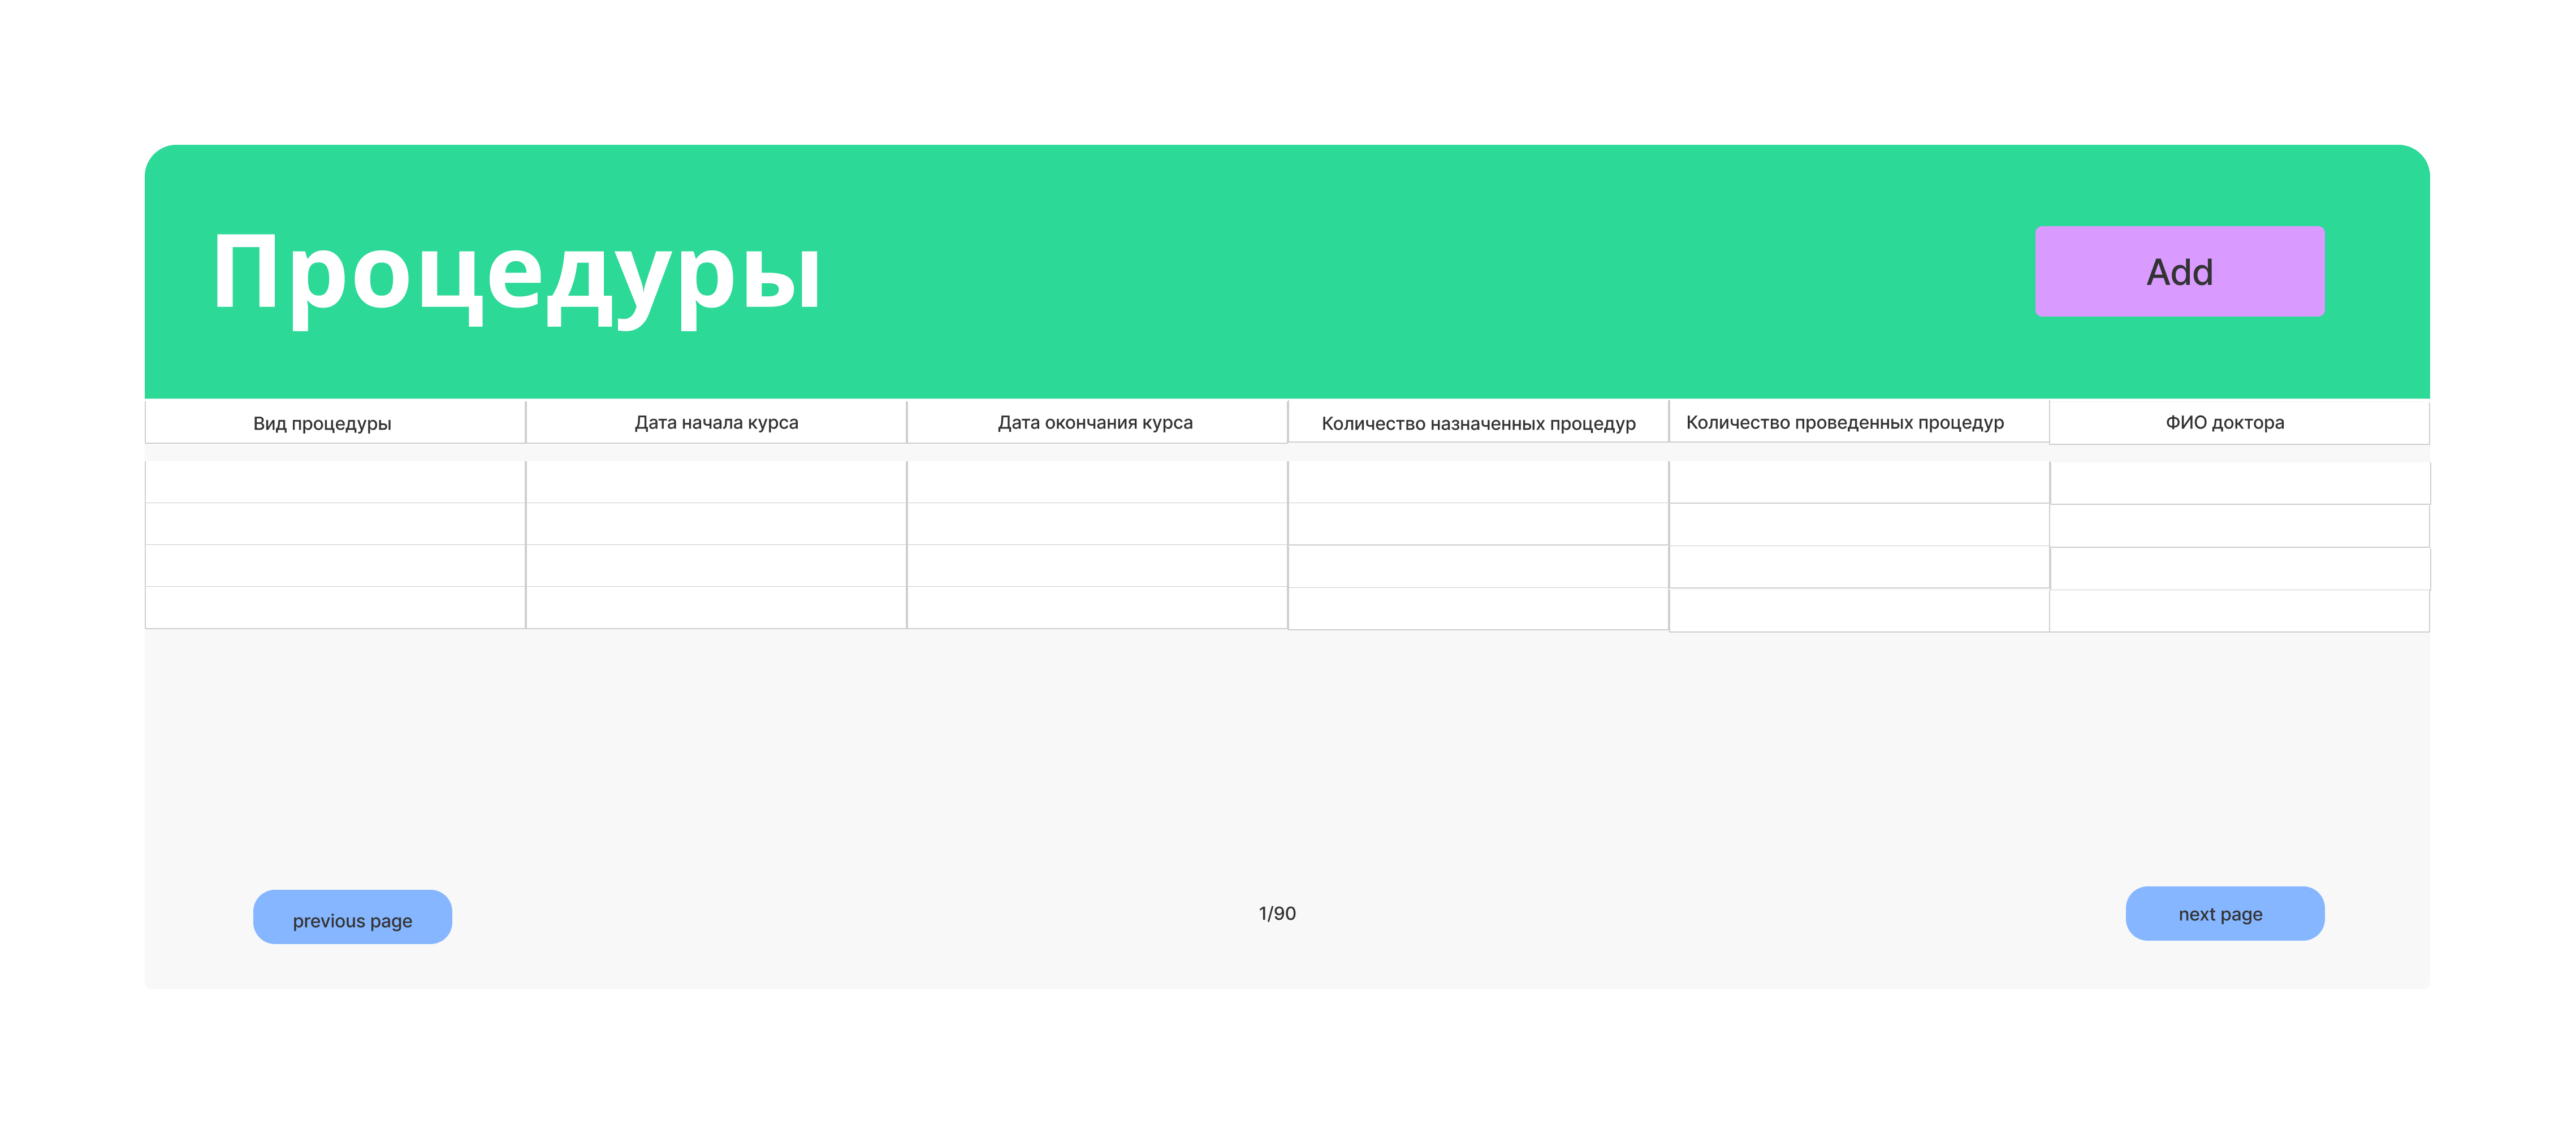 Процедуры
Add
Вид процедуры
Дата начала курса
Дата окончания курса
Количество назначенных процедур
Количество проведенных процедур
ФИО доктора
previous page
1/90
next page